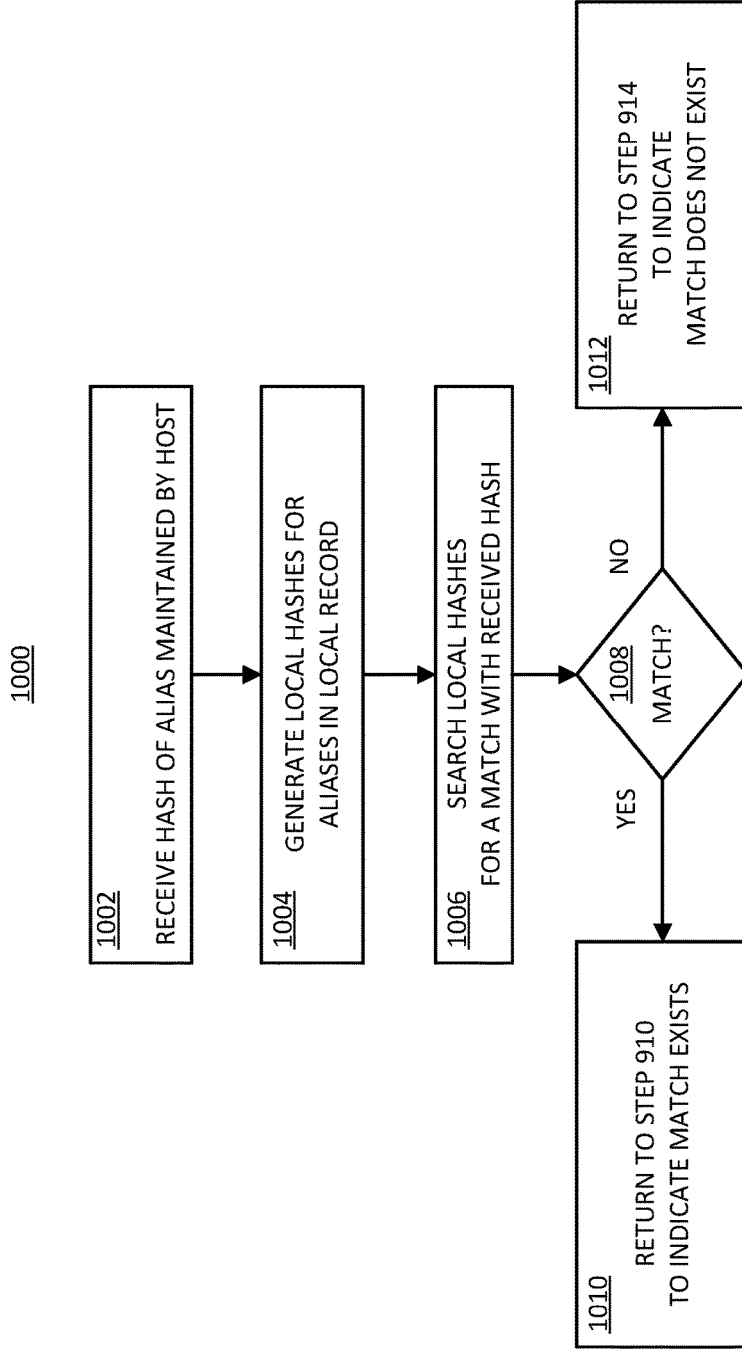 1000
1002
RECEIVE HASH OF ALIAS MAINTAINED BY HOST
1004
GENERATE LOCAL HASHES FOR
ALIASES IN LOCAL RECORD
1006
SEARCH LOCAL HASHES
FOR A MATCH WITH RECEIVED HASH
1008
MATCH?
YES
NO
1010
RETURN TO STEP 910
TO INDICATE MATCH EXISTS
1012
RETURN TO STEP 914
TO INDICATE
MATCH DOES NOT EXIST